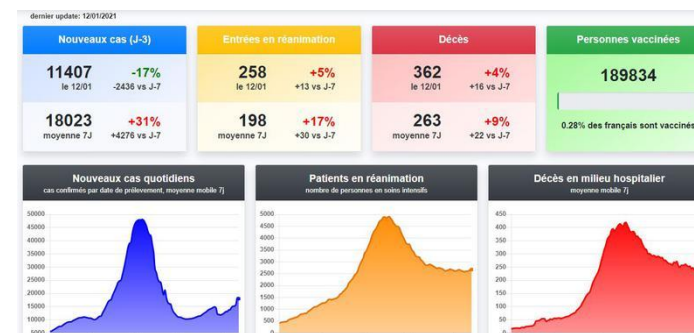 dernier update: 12/01/2021
Nouveaux cas (J-3)
11407 -17%
le 12/01 -2436 vs J-7
18023 +31%
moyenne 7J +4276 vs J-7
Entrées en réanimation
258 +5%
le 12/01 +13 vs J-7
198 +17%
moyenne 7J +30 vs J-7
Décès
362 +4%
le 12/01 +16 vs J-7
263 +9%
moyenne 7J +22 vs J-7
Personnes vaccinées
189834
0.28% des français sont vaccinés
Nouveaux cas quotidiens
cas confirmés par date de prélevement, moyenne mobile 7j
50000
45000
40000
35000
30000
25000
20000
15000
10000
5000
Patients en réanimation
nombre de personnes en soins intensifs
5000
4500
4000
3500
3000
2500
2000
1500
1000
500
0
Décès en milieu hospitalier
moyenne mobile 7j
450
400
350
300
250
200
150
100
50
0